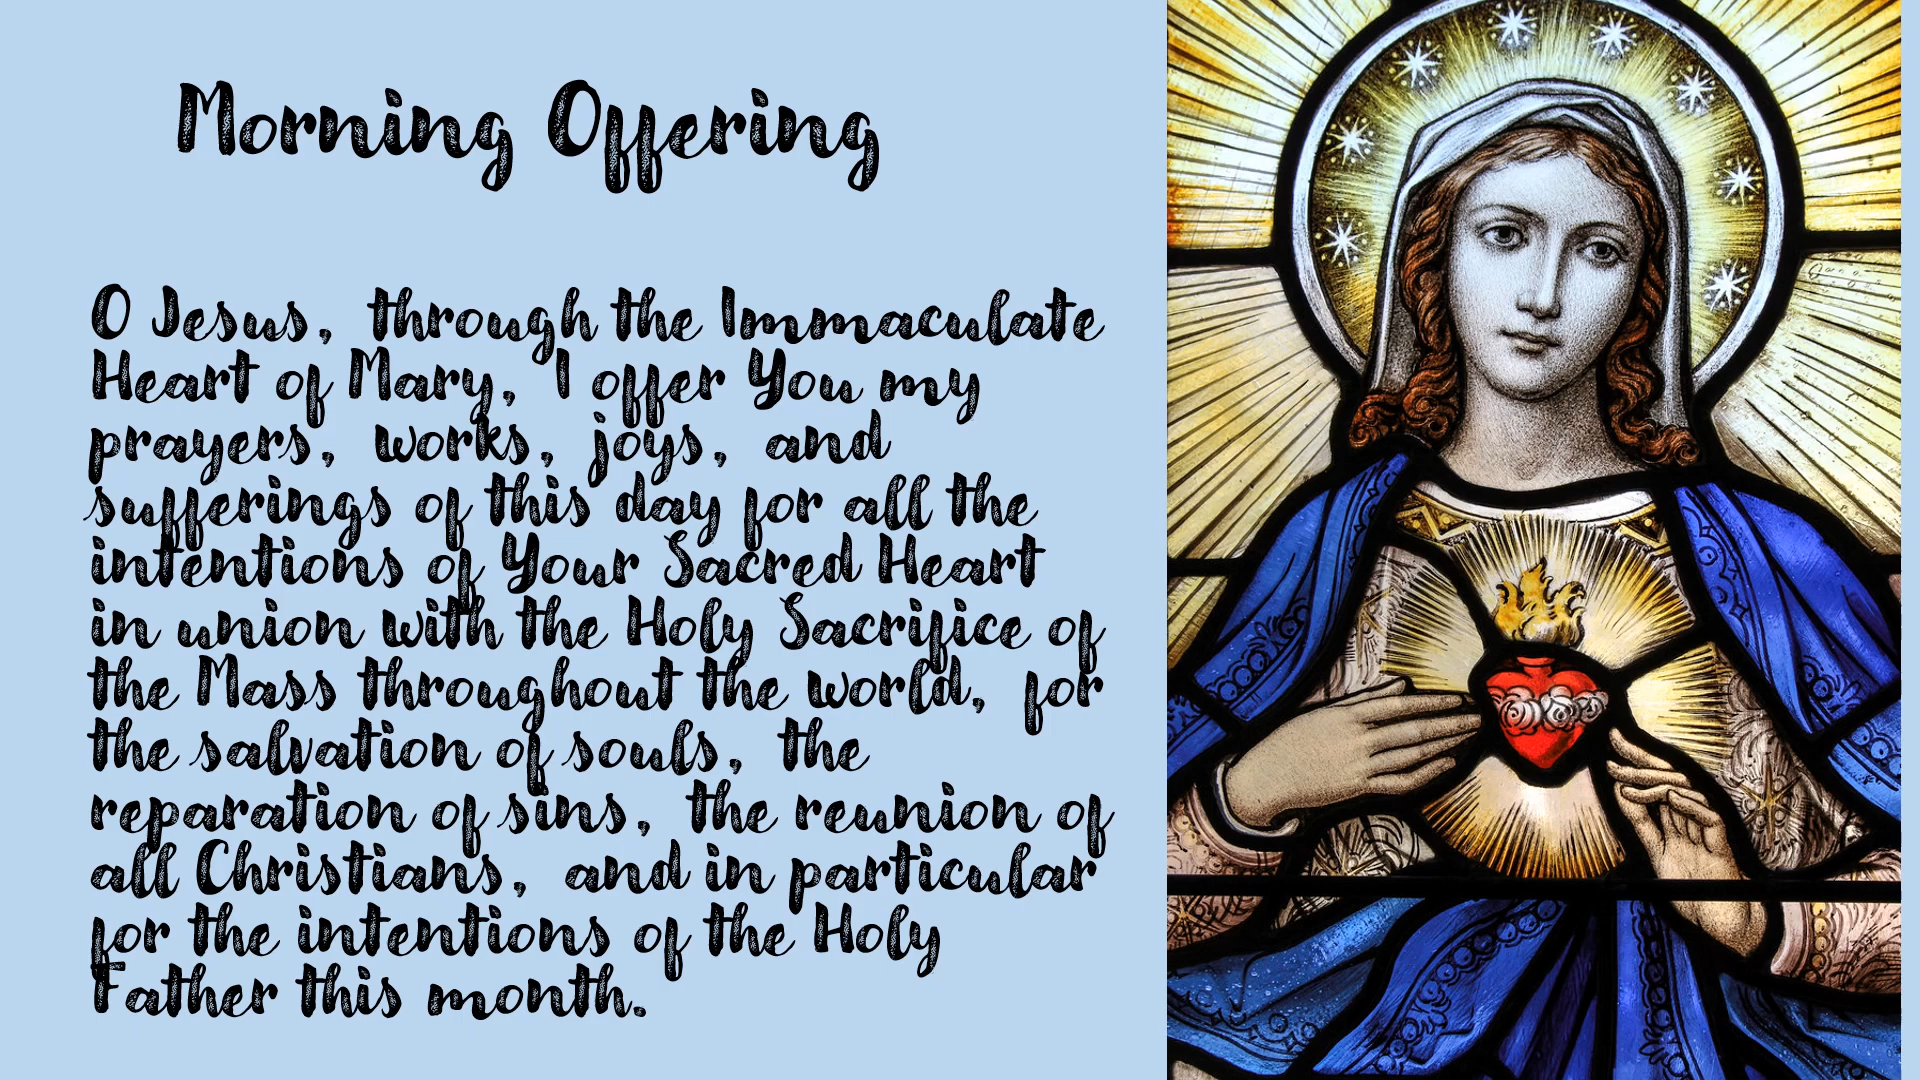 Morning Offering
O Jesus, through the Immaculate
Heart of Mary, I offer You my
prayers, works, joys, and
sufferings of this day for all the
intentions of Your Sacred Heart
in union with the Holy Sacrifice of
the Mass throughout the world, for
the salvation of souls, the
reparation of sins, the reunion of
all Christians, and in particular
for the intentions of the Holy
Father this month.